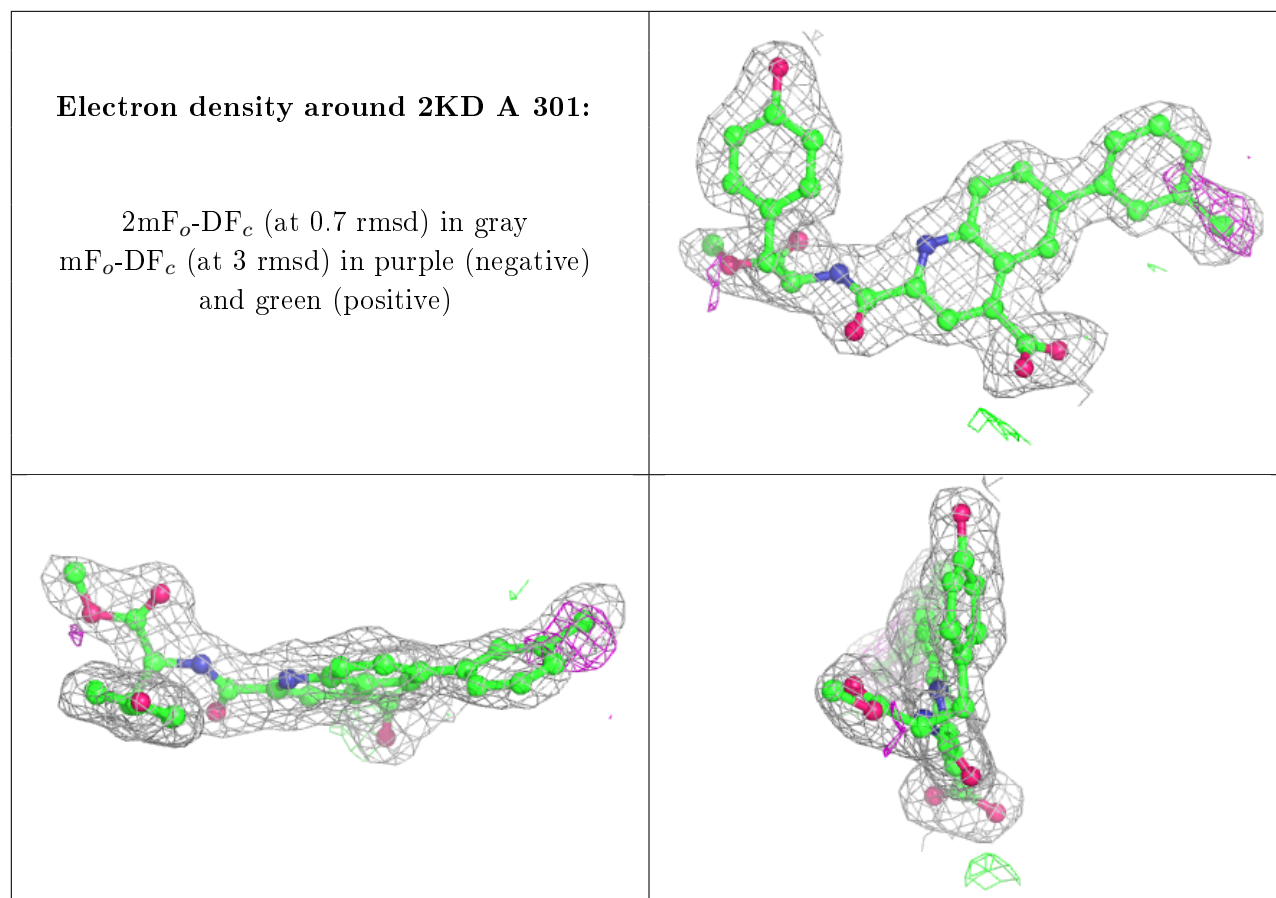 Electron density around 2KD A 301:
2mFo-DFc (at 0.7 rmsd) in gray
mFo-DFc (at 3 rmsd) in purple (negative)
and green (positive)